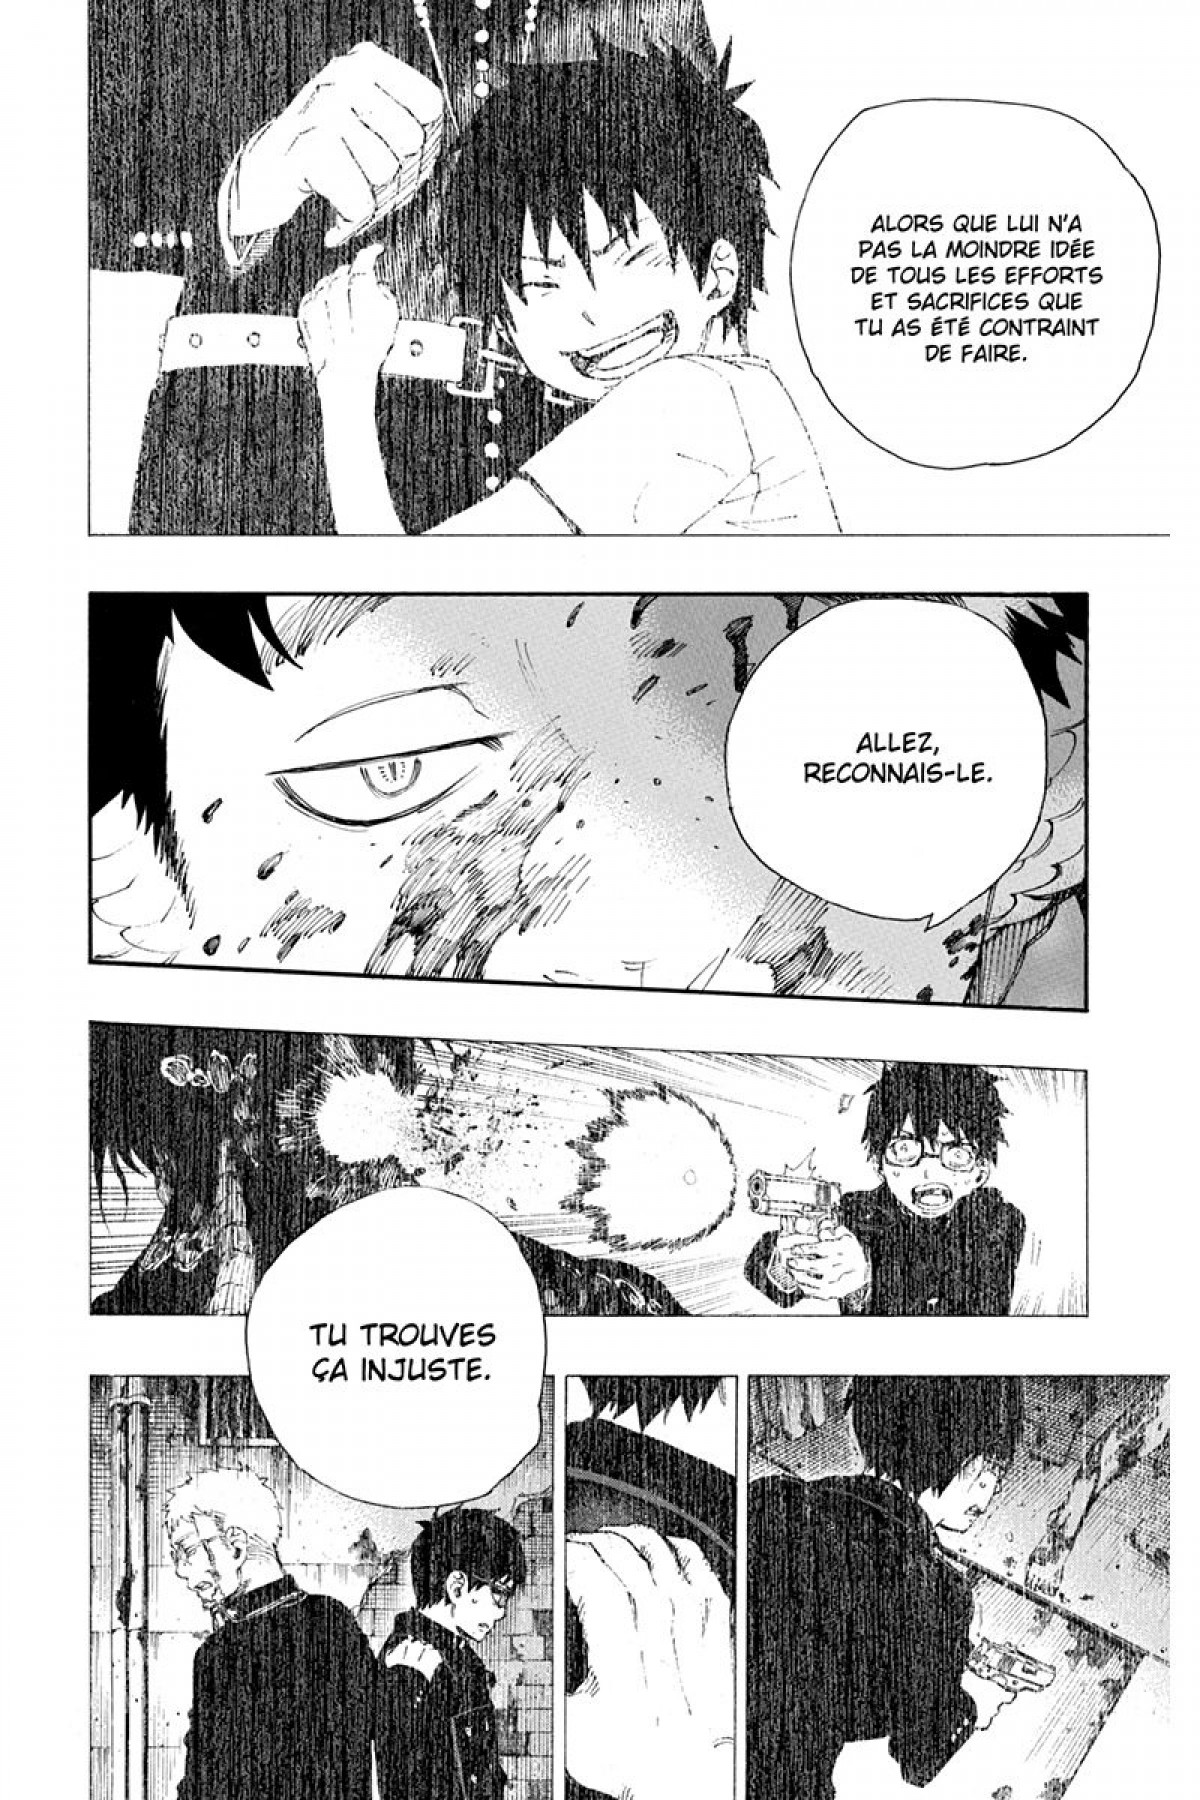 ALORS QUE LUI N'A
PAS LA MOINDRE IDÉE
DE TOUS LES EFFORTS
ET SACRIFICES QUE
TU AS ÉTÉ CONTRAINT
DE FAIRE.
ALLEZ,
RECONNAIS-LE.
TU TROUVES
ÇA INJUSTE.